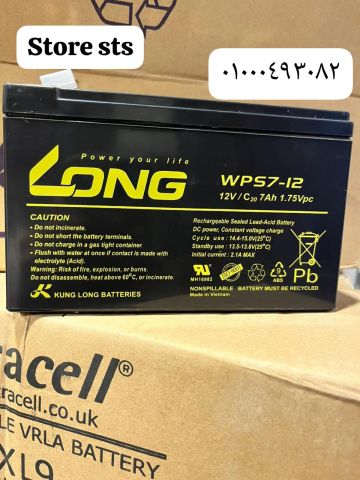 Store sts
٠١٠٠٠٤٩٣٠٨٢
Power your life
LONG
WPS7-12
12V / C20 7Ah 1.75Vpc
CAUTION
• Do not incinerate.
• Do not short the battery terminals.
• Do not charge in a gas tight container.
• Flush with water at once if contact is made with
electrolyte (Acid).
Warning: Risk of fire, explosion, or burns.
Do not disassemble, heat above 60°C, or incinerate.
KUNG LONG BATTERIES
Rechargeable Sealed Lead-Acid Battery
DC power, Constant voltage charge
Cycle use : 14.4-15.0V(25°C)
Standby use : 13.5-13.8V(25°C)
Initial current : 2.1A MAX
MH16982
ABS
Pb
NONSPILLABLE BATTERY MUST BE RECYCLED
Made in Vietnam
racell®
acell.co.uk
LE VRLA BATTERY
XL9